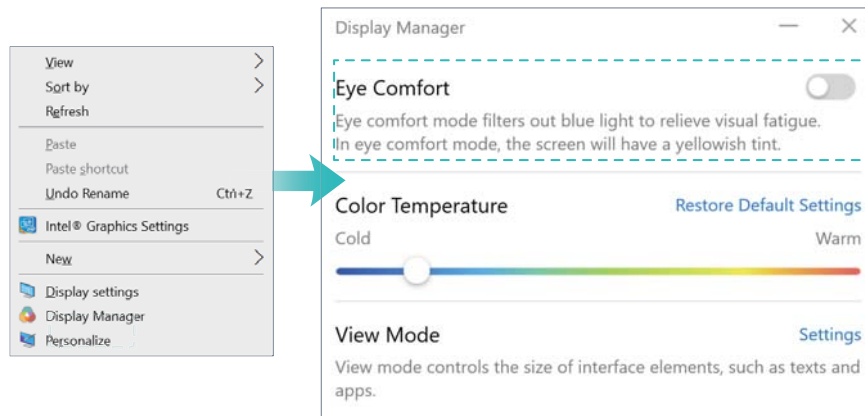 View
Sort by
Refresh
Paste
Paste shortcut
Undo Rename Ctrl+Z
Intel® Graphics Settings
New
Display settings
Display Manager
Personalize
Display Manager
Eye Comfort
Eye comfort mode filters out blue light to relieve visual fatigue.
In eye comfort mode, the screen will have a yellowish tint.
Color Temperature Restore Default Settings
Cold Warm
View Mode Settings
View mode controls the size of interface elements, such as texts and
apps.